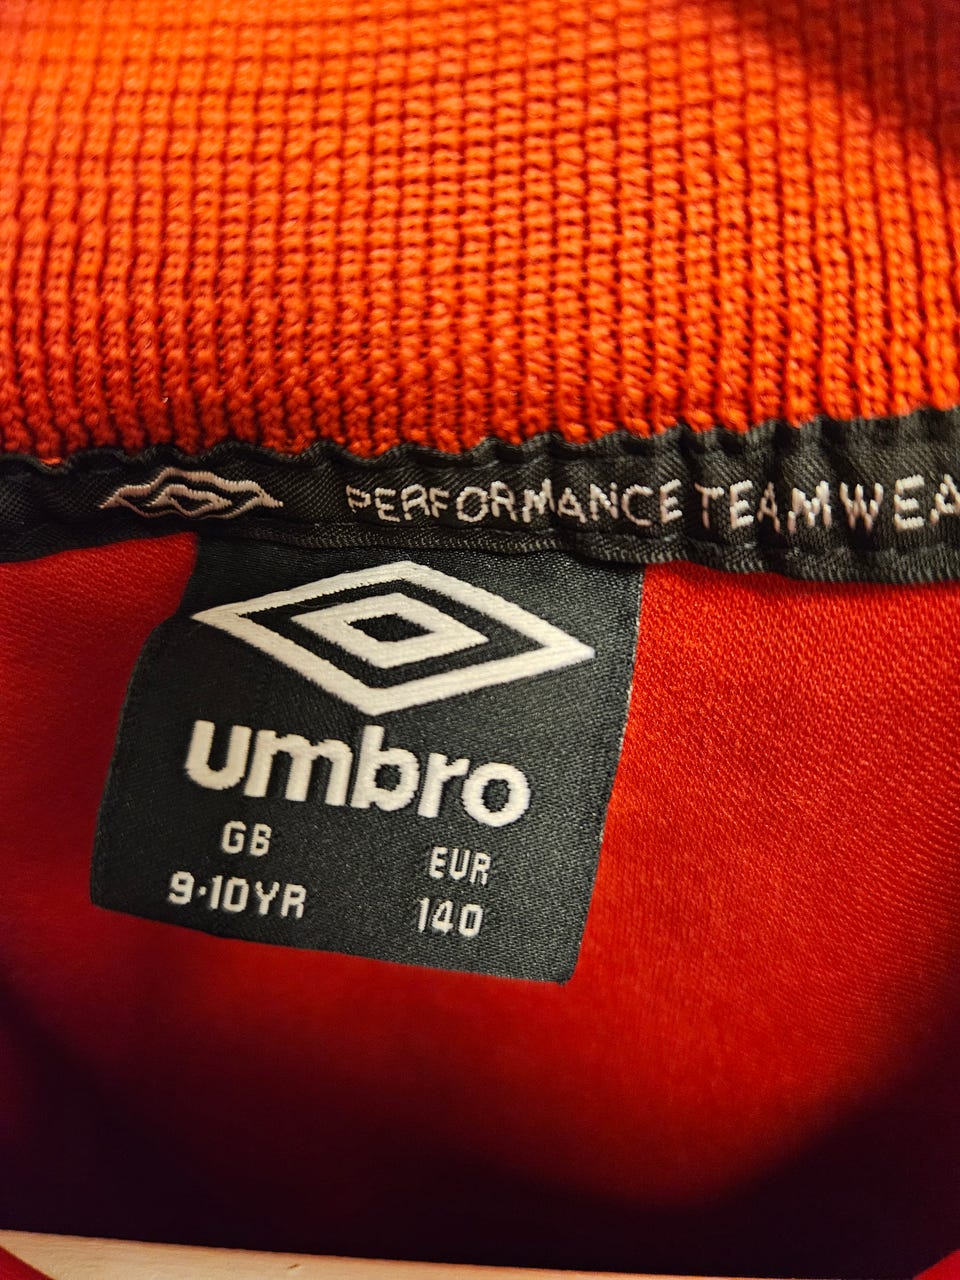 PERFORMANCE TEAMWEA
umbro
GB EUR
9-10YR 140